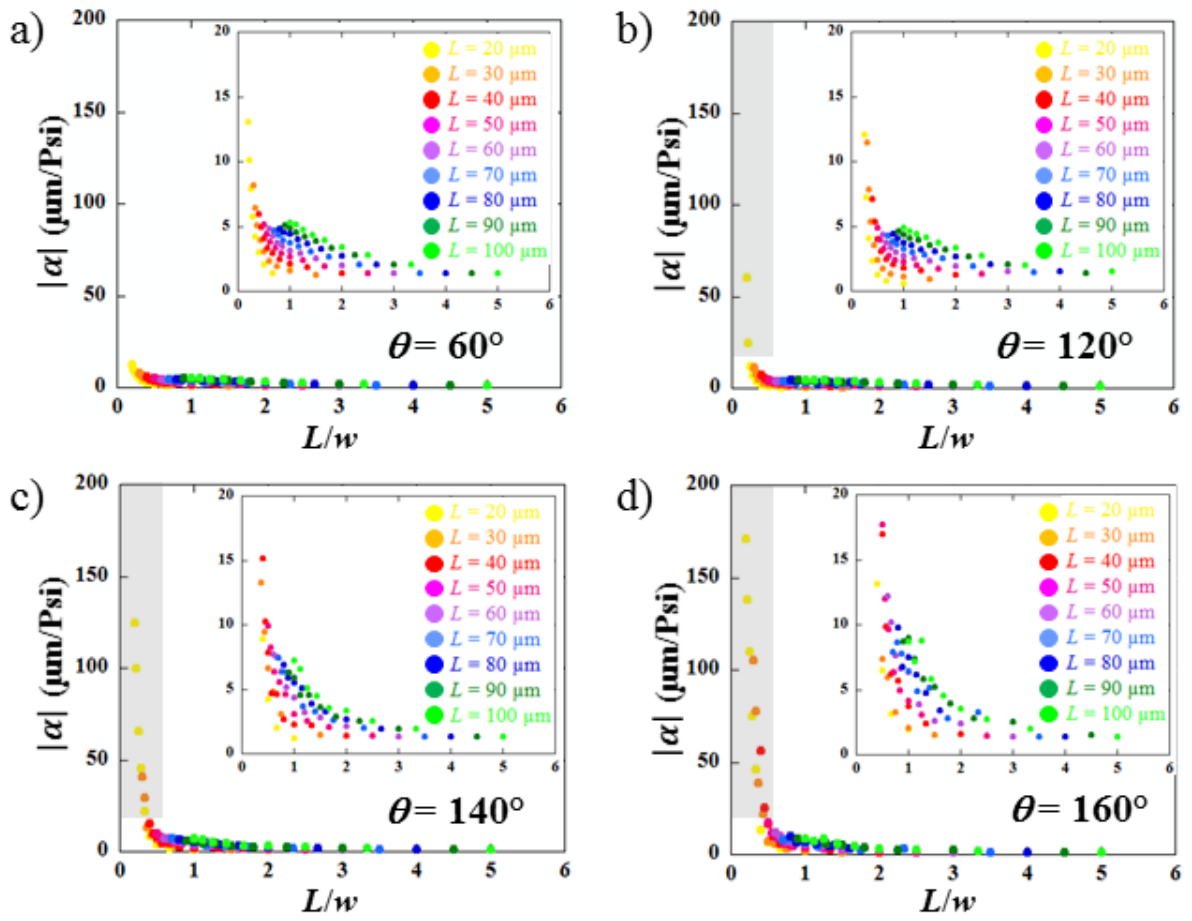 a)
|α| (μm/Psi)
200
150
100
50
0
0 1 2 3 4 5 6
L/w
20
15
10
5
0
0 1 2 3 4 5 6
L = 20 μm
L = 30 μm
L = 40 μm
L = 50 μm
L = 60 μm
L = 70 μm
L = 80 μm
L = 90 μm
L = 100 μm
θ = 60°
b)
|α| (μm/Psi)
200
150
100
50
0
0 1 2 3 4 5 6
L/w
20
15
10
5
0
0 1 2 3 4 5 6
L = 20 μm
L = 30 μm
L = 40 μm
L = 50 μm
L = 60 μm
L = 70 μm
L = 80 μm
L = 90 μm
L = 100 μm
θ = 120°
c)
|α| (μm/Psi)
200
150
100
50
0
0 1 2 3 4 5 6
L/w
20
15
10
5
0
0 1 2 3 4 5 6
L = 20 μm
L = 30 μm
L = 40 μm
L = 50 μm
L = 60 μm
L = 70 μm
L = 80 μm
L = 90 μm
L = 100 μm
θ = 140°
d)
|α| (μm/Psi)
200
150
100
50
0
0 1 2 3 4 5 6
L/w
20
15
10
5
0
0 1 2 3 4 5 6
L = 20 μm
L = 30 μm
L = 40 μm
L = 50 μm
L = 60 μm
L = 70 μm
L = 80 μm
L = 90 μm
L = 100 μm
θ = 160°